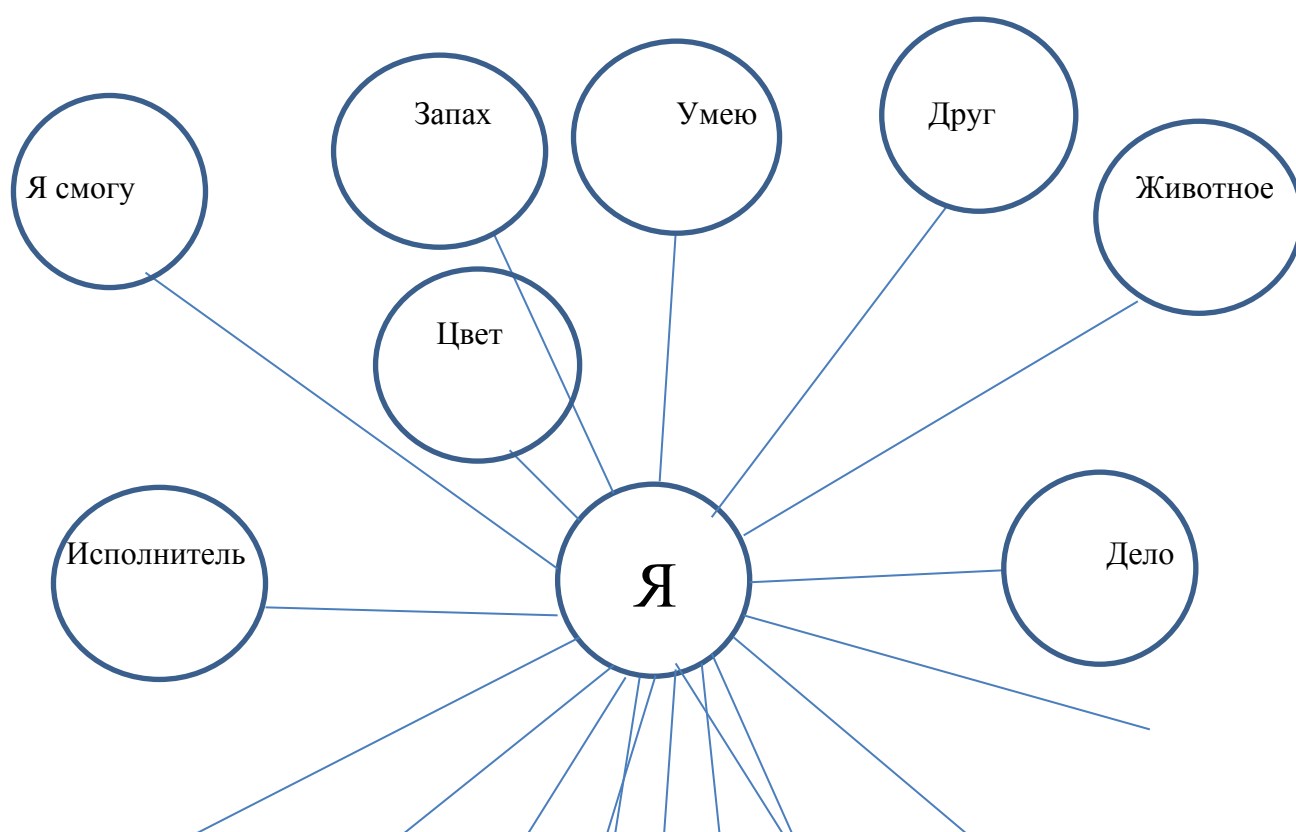 Запах
Умею
Друг
Я смогу
Животное
Цвет
Исполнитель
Дело
Я